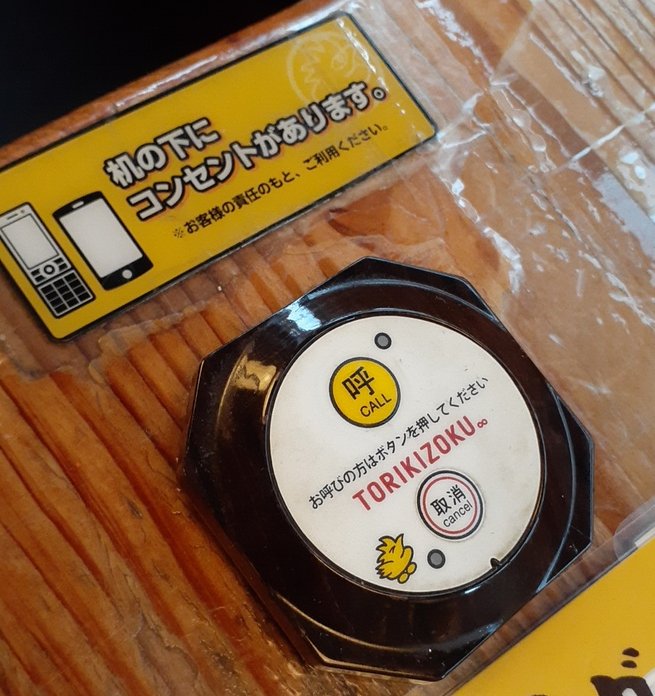 机の下に
コンセントがあります。
※お客様の責任のもと、ご利用ください。
呼
CALL
お呼びの方はボタンを押してください
TORIKIZOKU∞
取消
cancel